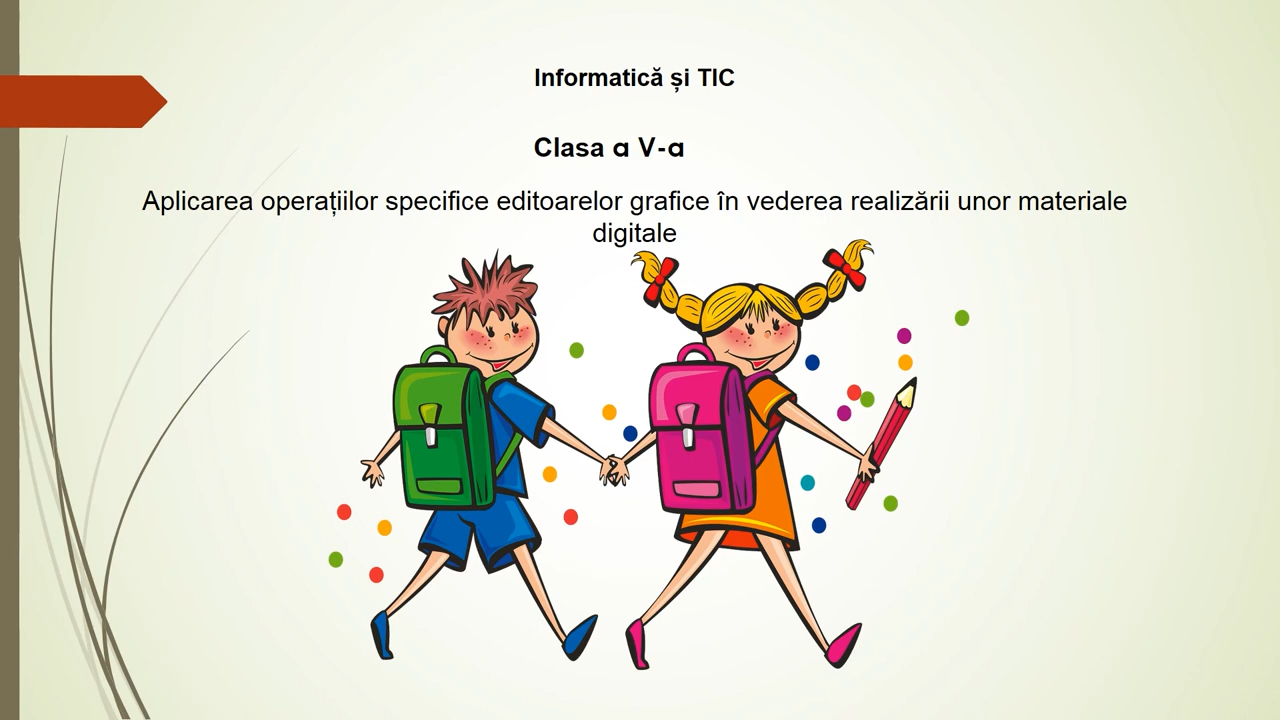 Informatică și TIC
Clasa a V-a
Aplicarea operațiilor specifice editoarelor grafice în vederea realizării unor materiale
digitale